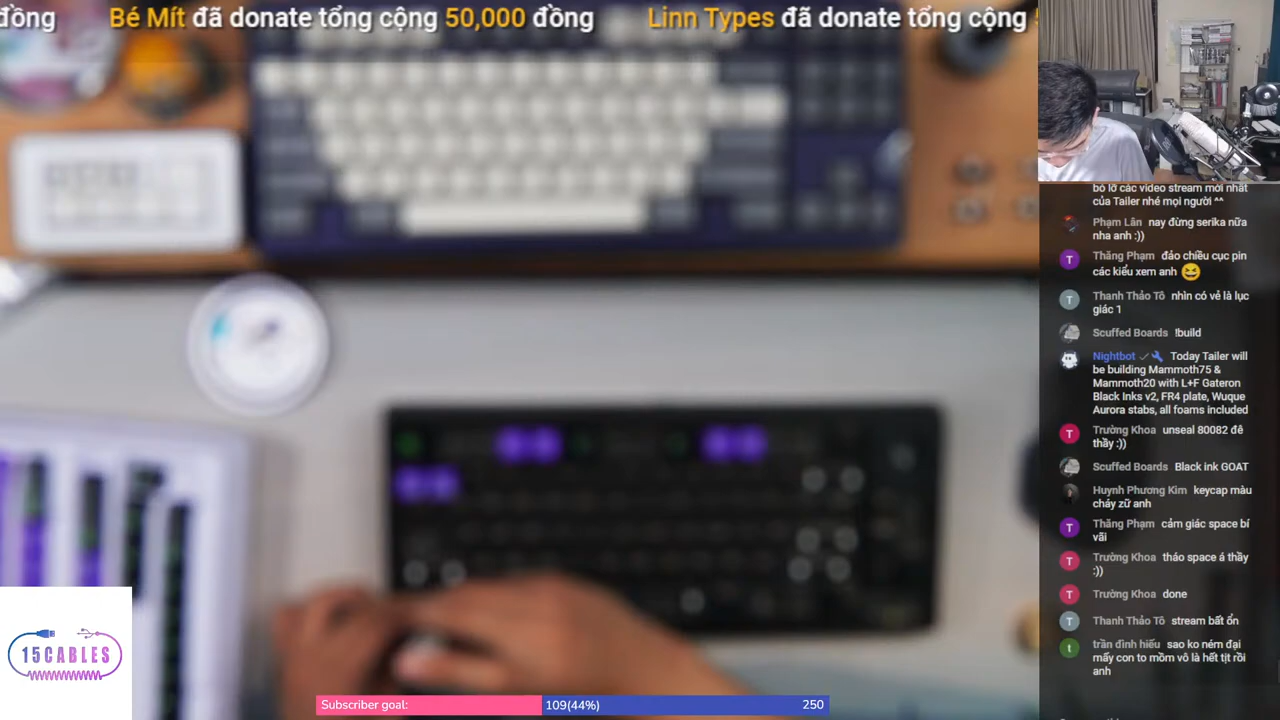 đồng Bé Mít đã donate tổng cộng 50,000 đồng Linn Types đã donate tổng cộng
bỏ lỡ các video stream mới nhất
của Tailer nhé mọi người ^^
Phạm Lân nay đừng serika nữa
nha anh :))
T Thăng Phạm đảo chiều cục pin
các kiểu xem anh 😆
T Thanh Thảo Tô nhìn có vẻ là lục
giác 1
Scuffed Boards !build
Nightbot Today Tailer will
be building Mammoth75 &
Mammoth20 with L+F Gateron
Black Inks v2, FR4 plate, Wuque
Aurora stabs, all foams included
T Trường Khoa unseal 80082 đê
thầy :))
Scuffed Boards Black ink GOAT
Huynh Phương Kim keycap màu
cháy zữ anh
T Thăng Phạm cảm giác space bí
vãi
T Trường Khoa tháo space á thầy
:))
T Trường Khoa done
T Thanh Thảo Tô stream bất ổn
t trần đình hiếu sao ko ném đại
mấy con to mồm vô là hết tịt rồi
anh
15CABLES
Subscriber goal: 109(44%) 250